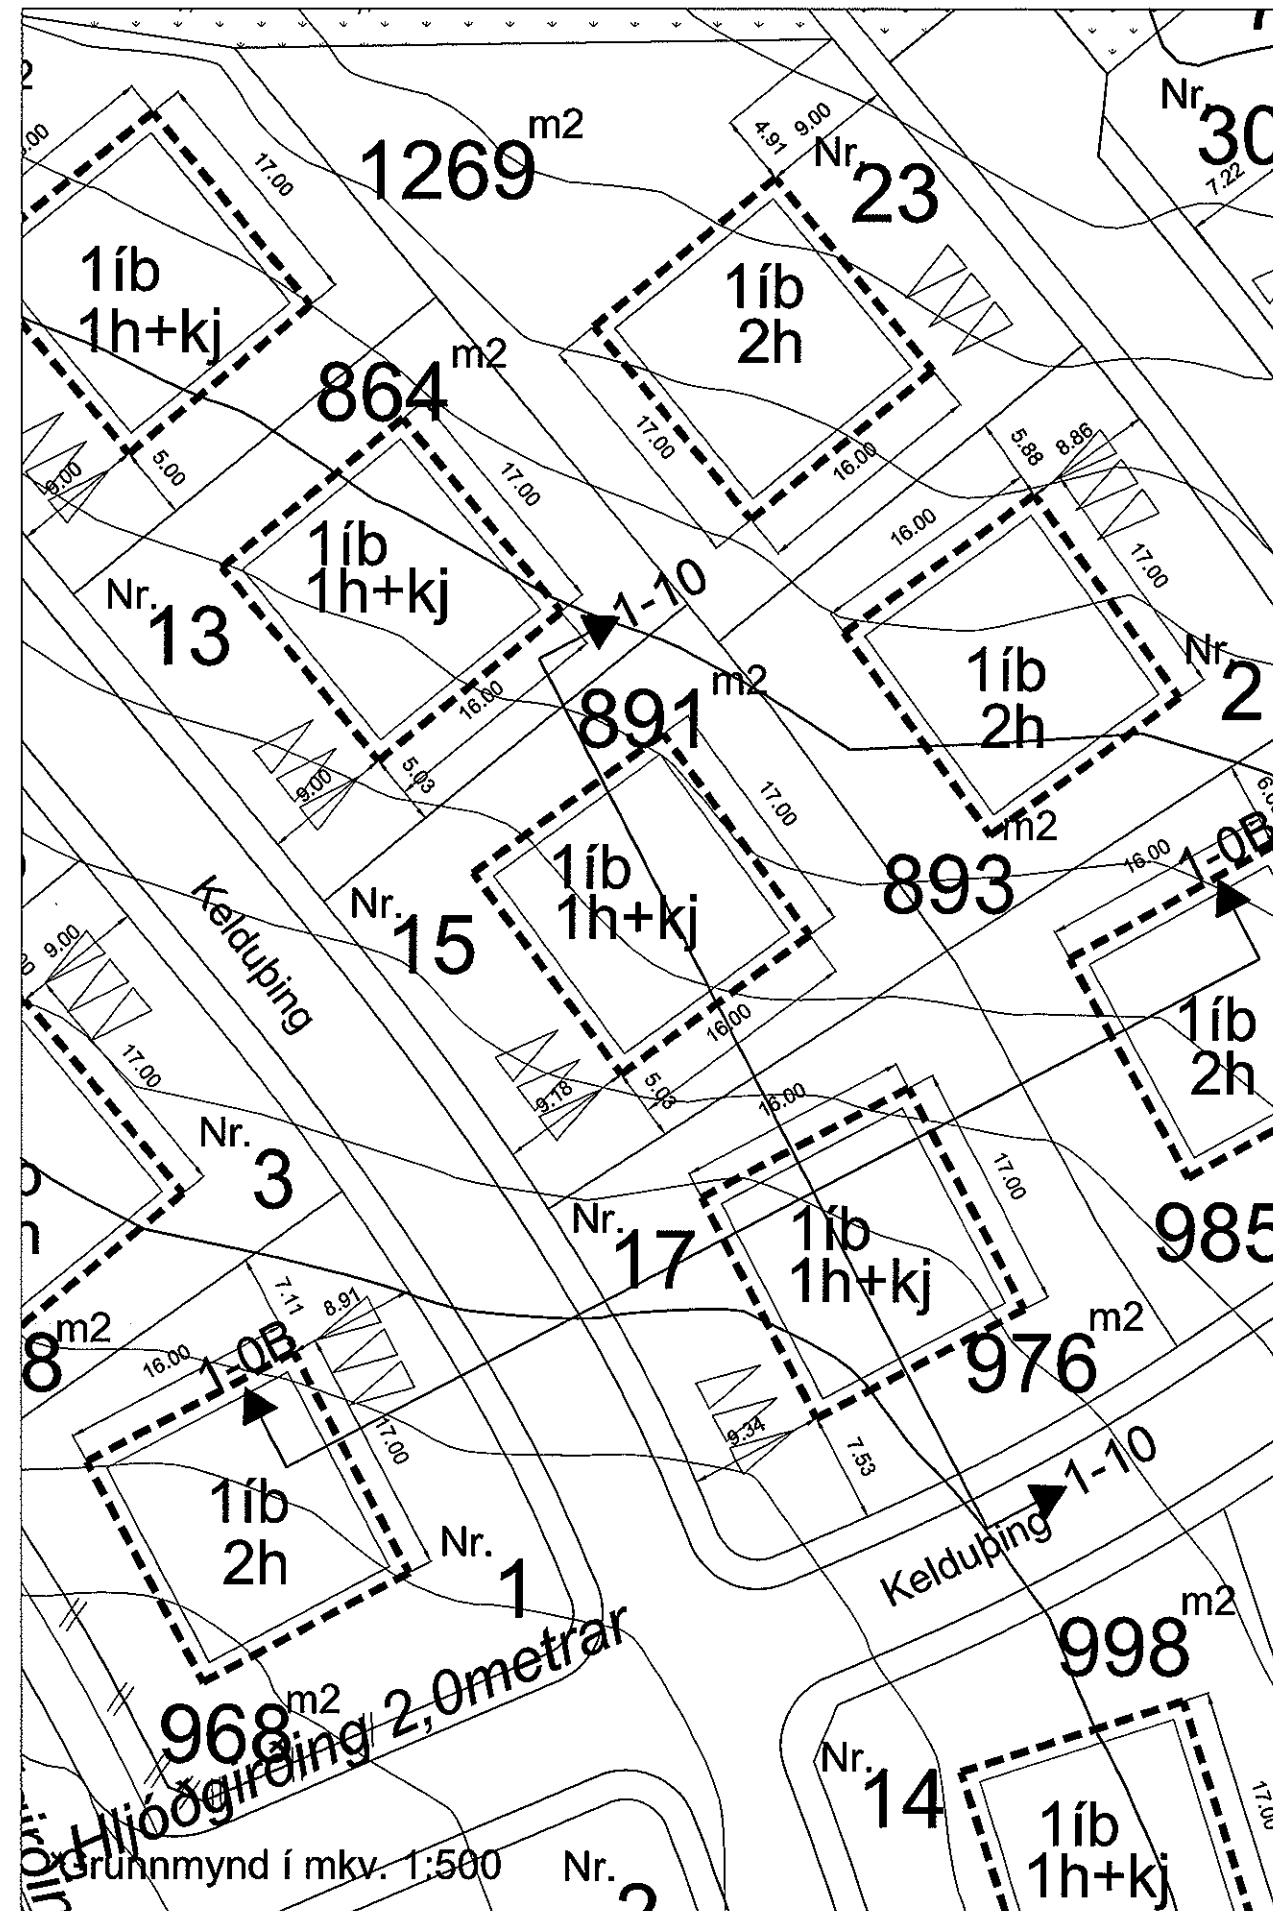 Nr.
30
7.22
m2
1269
4.91
9.00
Nr.
23
17.00
1íb
1h+kj
1íb
2h
17.00
16.00
m2
864
9.00
5.00
17.00
5.88
8.86
16.00
17.00
1íb
1h+kj
Nr.
13
1-10
16.00
9.00
5.03
1íb
2h
Nr.
2
m2
891
17.00
m2
893
16.00
1-0B
1íb
1h+kj
Nr.
15
Kelduþing
9.00
17.00
16.00
9.18
5.03
1íb
2h
985
16.00
17.00
Nr.
3
Nr.
17
1íb
1h+kj
m2
976
7.11
8.91
m2
8
16.00
1-0B
17.00
9.34
7.53
1-10
Kelduþing
1íb
2h
Nr.
1
m2
998
m2
968
Hljóðgirðing 2,0metrar
Nr.
14
17.00
1íb
1h+kj
Grunnmynd í mkv. 1:500
Nr.
2